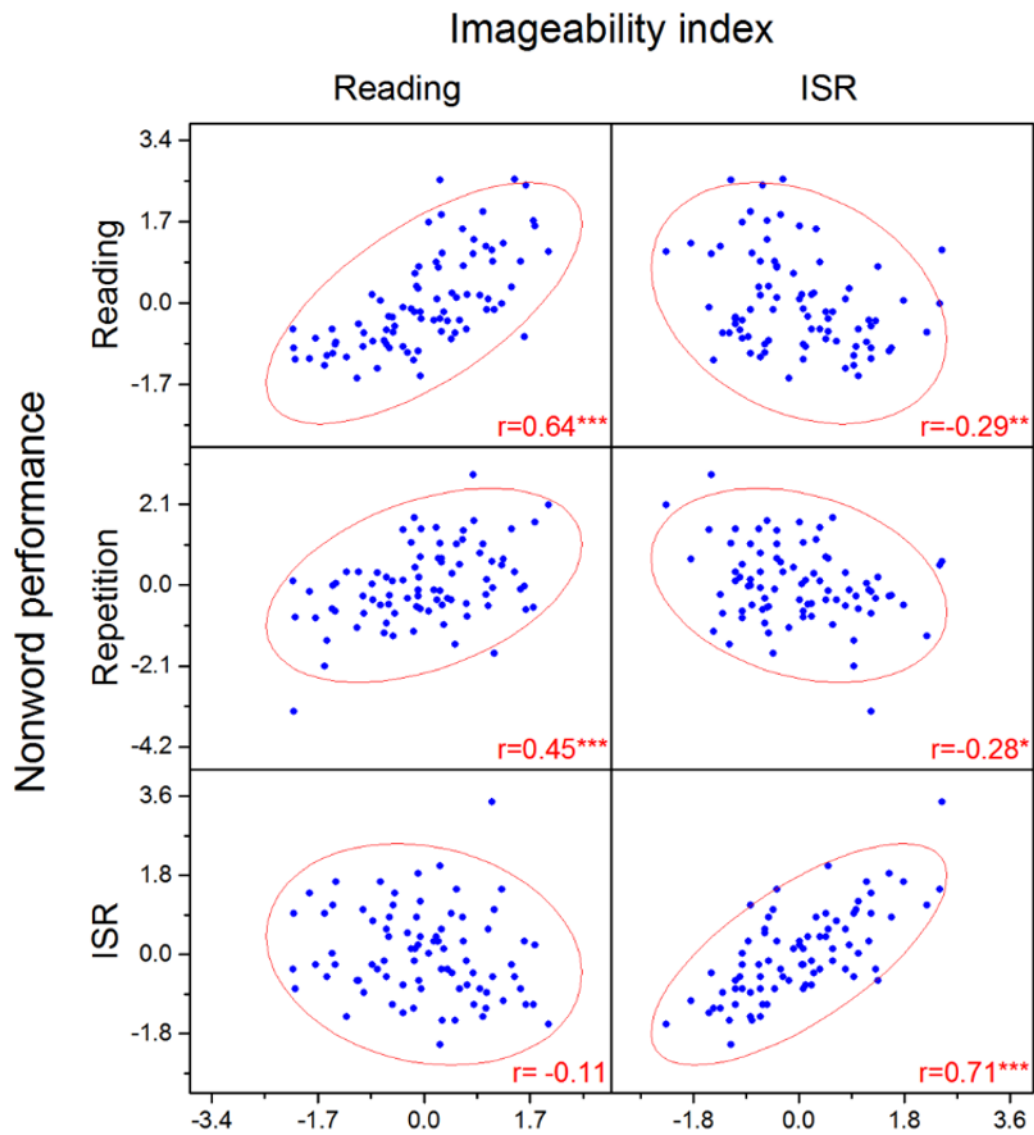 Imageability index
Reading ISR
Nonword performance
Reading
3.4
1.7
0.0
-1.7
r=0.64***
r=-0.29**
Repetition
2.1
0.0
-2.1
-4.2
r=0.45***
r=-0.28*
ISR
3.6
1.8
0.0
-1.8
r= -0.11
r=0.71***
-3.4 -1.7 0.0 1.7 -1.8 0.0 1.8 3.6